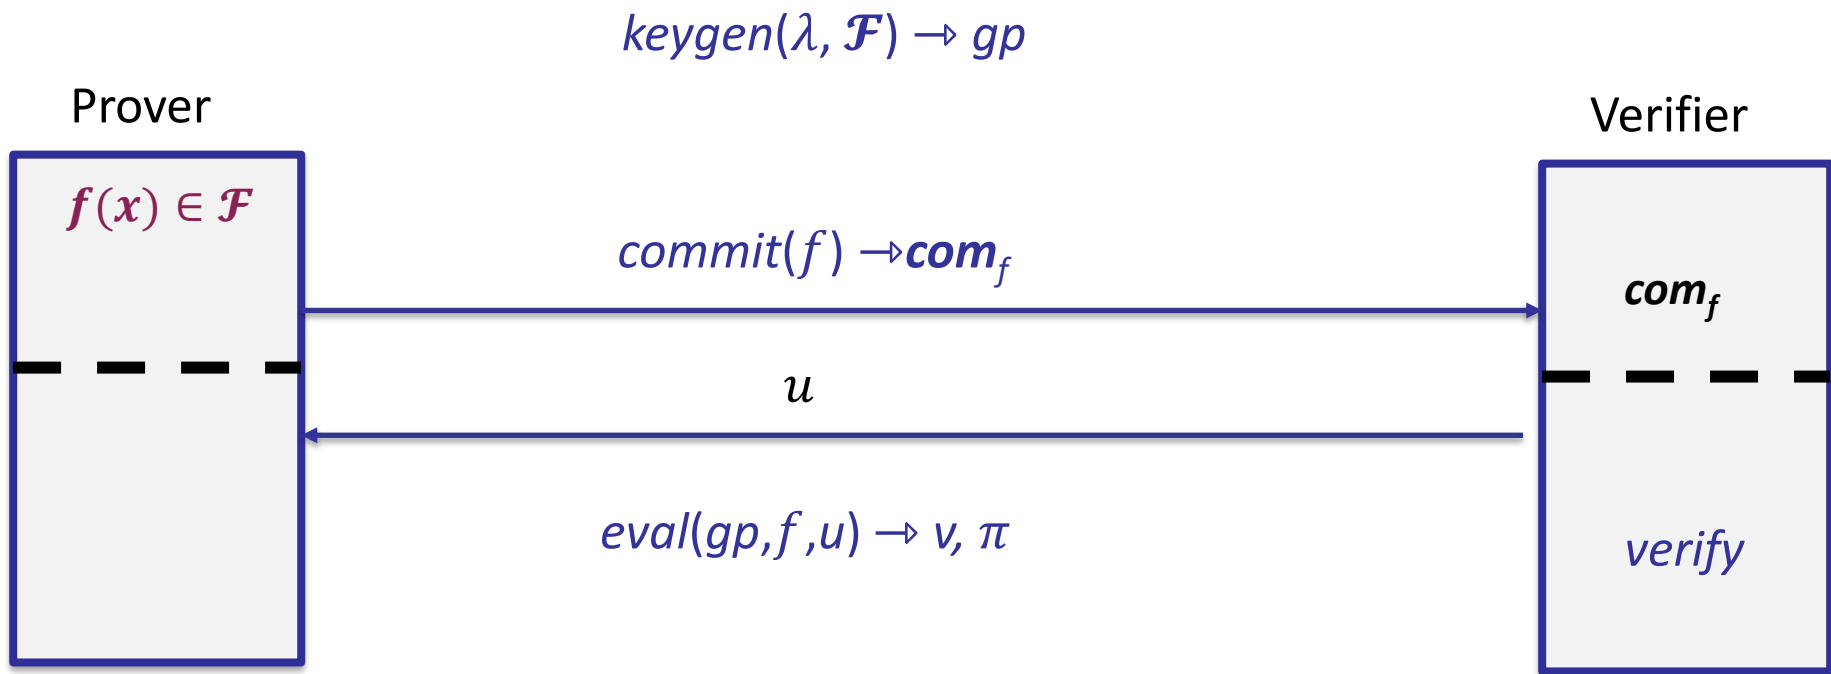 keygen(λ, 𝓕) → gp
Prover
Verifier
f(x) ∈ 𝓕
commit(f) → com_f
com_f
u
eval(gp,f,u) → v, π
verify